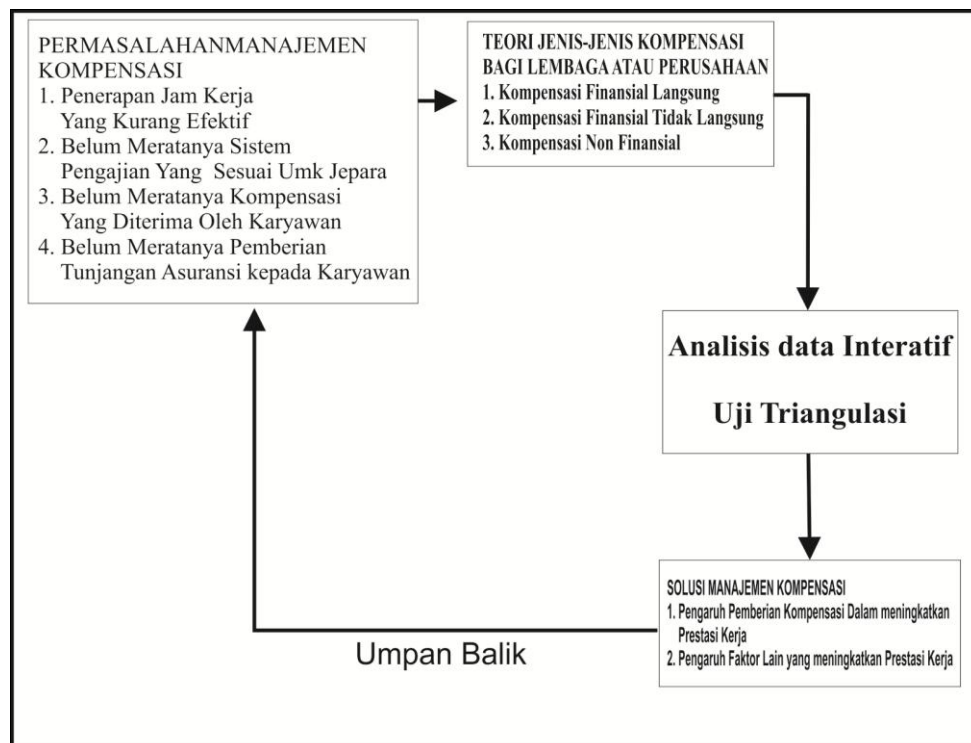 PERMASALAHANMANAJEMEN
KOMPENSASI
1. Penerapan Jam Kerja
Yang Kurang Efektif
2. Belum Meratanya Sistem
Pengajian Yang Sesuai Umk Jepara
3. Belum Meratanya Kompensasi
Yang Diterima Oleh Karyawan
4. Belum Meratanya Pemberian
Tunjangan Asuransi kepada Karyawan
TEORI JENIS-JENIS KOMPENSASI
BAGI LEMBAGA ATAU PERUSAHAAN
1. Kompensasi Finansial Langsung
2. Kompensasi Finansial Tidak Langsung
3. Kompensasi Non Finansial
Analisis data Interatif
Uji Triangulasi
SOLUSI MANAJEMEN KOMPENSASI
1. Pengaruh Pemberian Kompensasi Dalam meningkatkan
Prestasi Kerja
2. Pengaruh Faktor Lain yang meningkatkan Prestasi Kerja
Umpan Balik